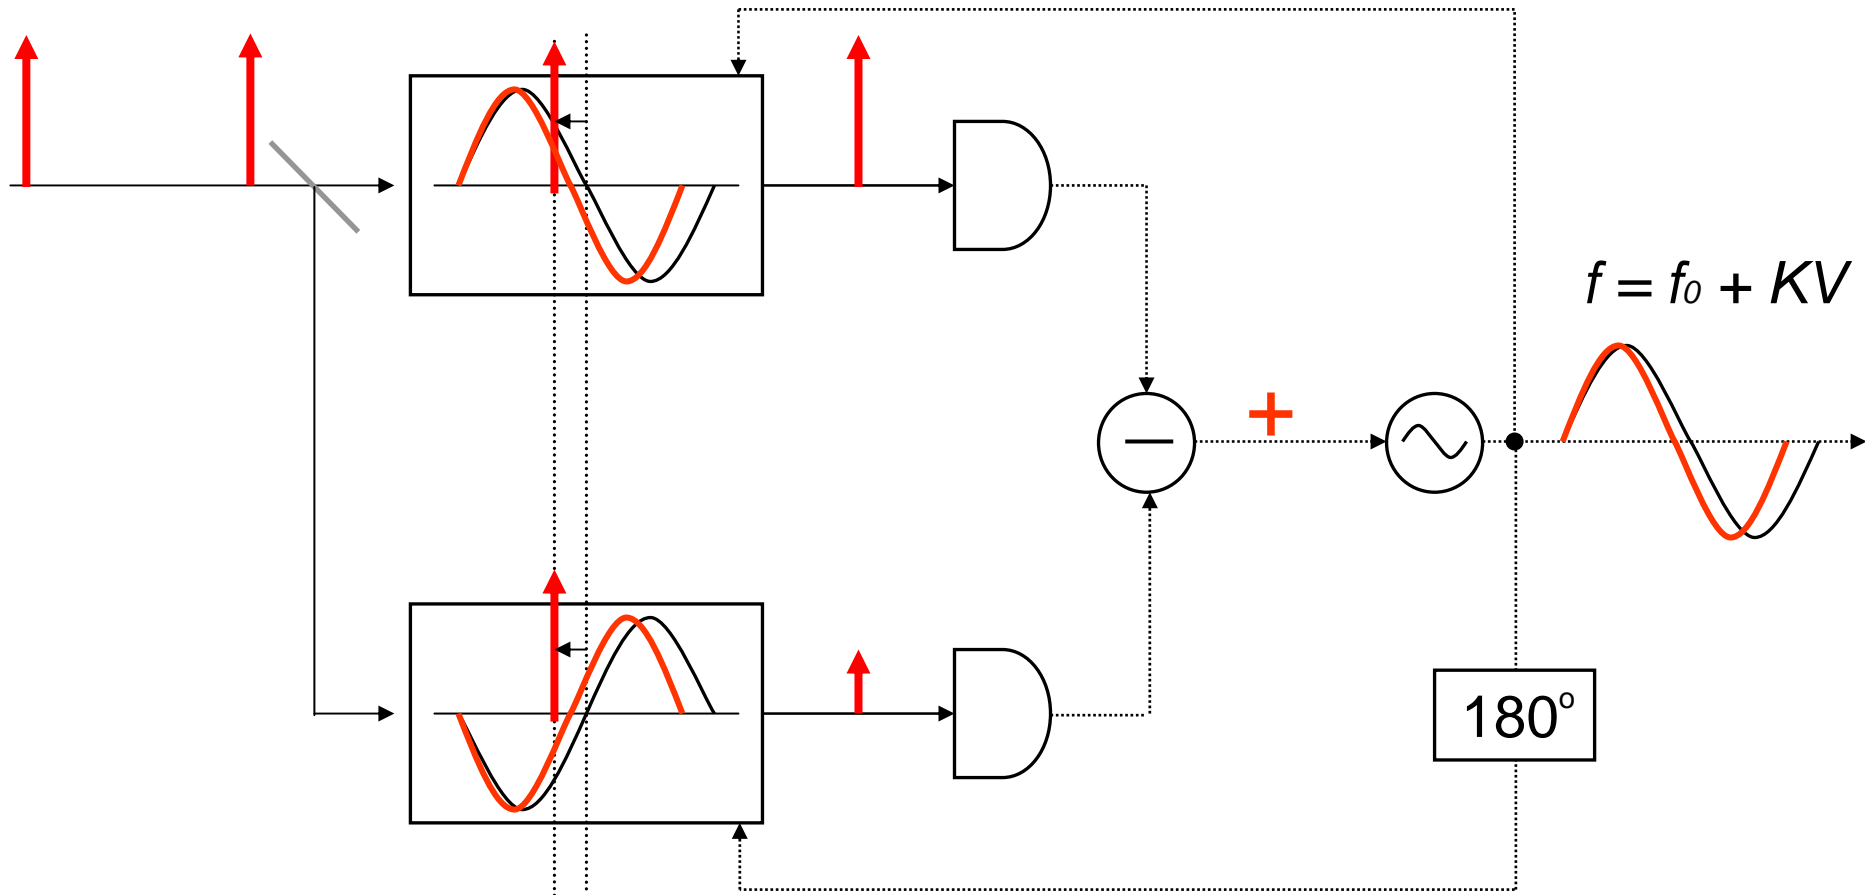 f = f₀ + KV
+
180°